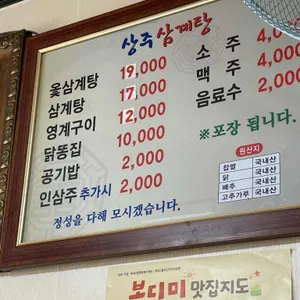 상주삼계탕
옻삼계탕 19,000
삼계탕 17,000
영계구이 12,000
닭똥집 10,000
공기밥 2,000
인삼주 추가시 2,000
소주 4,0
맥주 4,000
음료수 2,000
※포장 됩니다.
원산지
찹쌀 국내산
닭 국내산
배추 국내산
고추가루 국내산
정성을 다해 모시겠습니다.
보디미 맛집지도